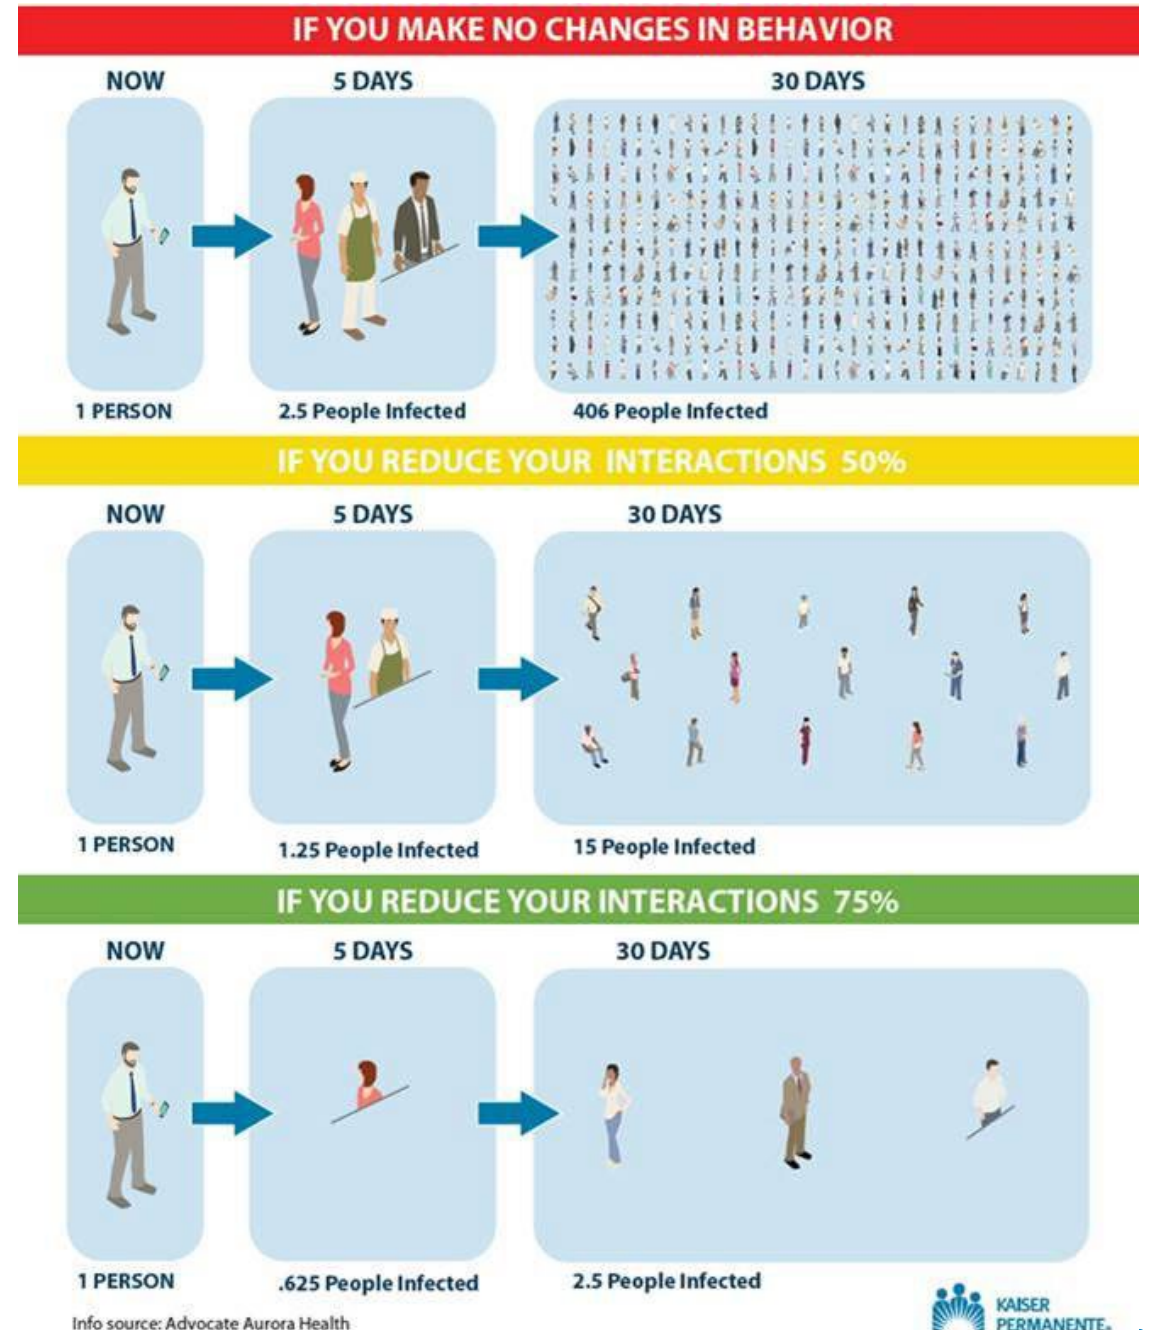 IF YOU MAKE NO CHANGES IN BEHAVIOR
NOW
5 DAYS
30 DAYS
1 PERSON
2.5 People Infected
406 People Infected
IF YOU REDUCE YOUR INTERACTIONS 50%
NOW
5 DAYS
30 DAYS
1 PERSON
1.25 People Infected
15 People Infected
IF YOU REDUCE YOUR INTERACTIONS 75%
NOW
5 DAYS
30 DAYS
1 PERSON
.625 People Infected
2.5 People Infected
Info source: Advocate Aurora Health
KAISER
PERMANENTE®